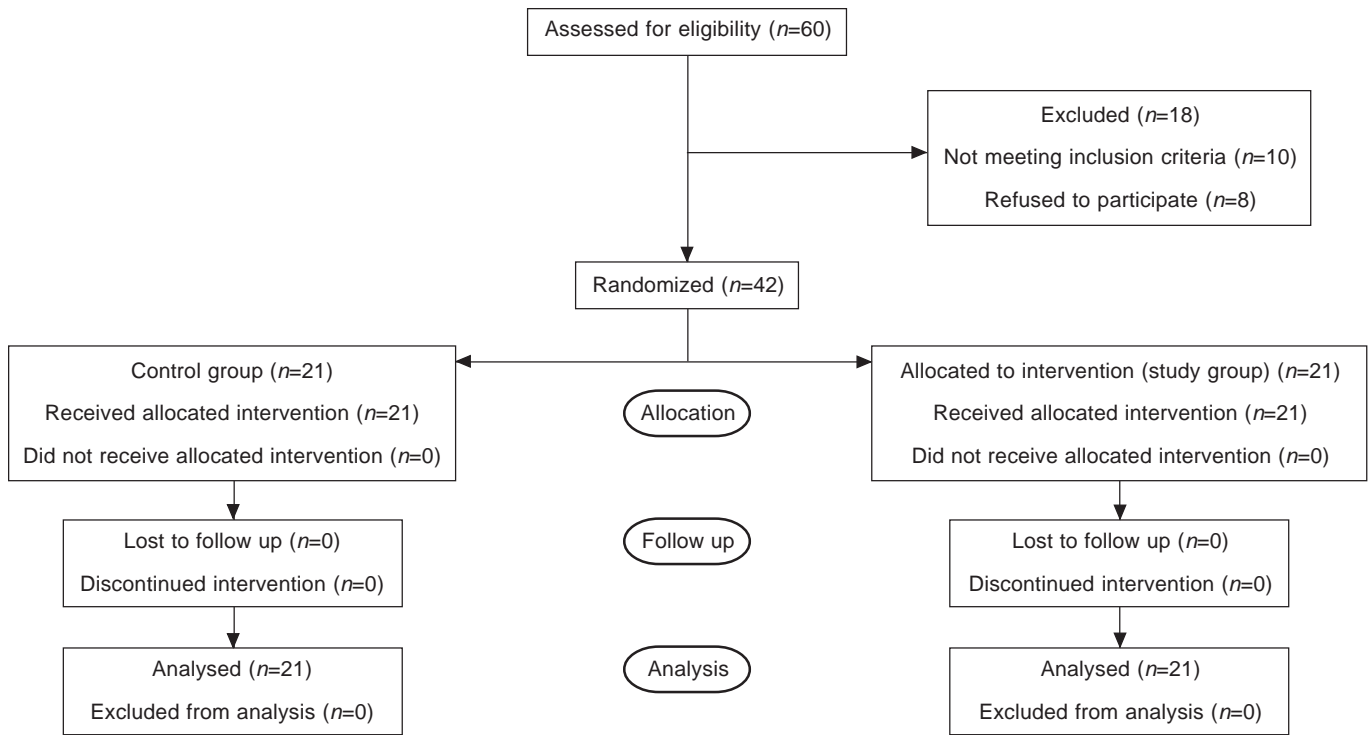 Assessed for eligibility (n=60)
Excluded (n=18)
Not meeting inclusion criteria (n=10)
Refused to participate (n=8)
Randomized (n=42)
Control group (n=21)
Received allocated intervention (n=21)
Did not receive allocated intervention (n=0)
Allocation
Allocated to intervention (study group) (n=21)
Received allocated intervention (n=21)
Did not receive allocated intervention (n=0)
Lost to follow up (n=0)
Discontinued intervention (n=0)
Follow up
Lost to follow up (n=0)
Discontinued intervention (n=0)
Analysed (n=21)
Excluded from analysis (n=0)
Analysis
Analysed (n=21)
Excluded from analysis (n=0)